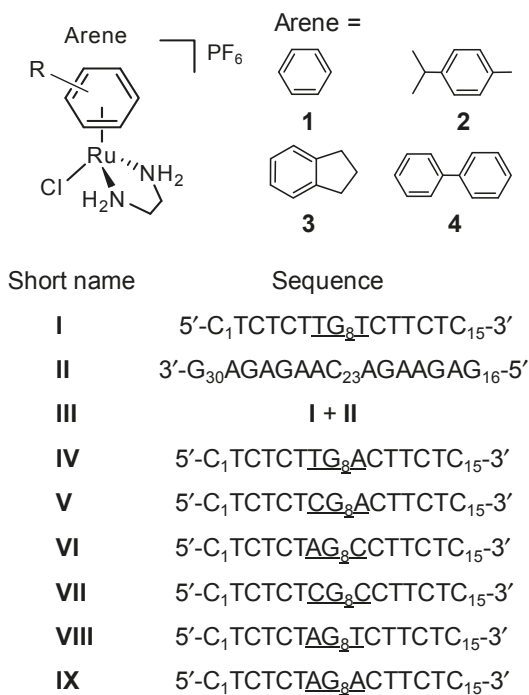 Arene
R
PF₆
Ru
Cl
NH₂
H₂N
Arene =
1
2
3
4
Short name Sequence
I 5′-C₁TCTCTTG₈TCTTCTC₁₅-3′
II 3′-G₃₀AGAGAAC₂₃AGAAGAG₁₆-5′
III I + II
IV 5′-C₁TCTCTTG₈ACTTCTC₁₅-3′
V 5′-C₁TCTCTCG₈ACTTCTC₁₅-3′
VI 5′-C₁TCTCTAG₈CCTTCTC₁₅-3′
VII 5′-C₁TCTCTCG₈CCTTCTC₁₅-3′
VIII 5′-C₁TCTCTAG₈TCTTCTC₁₅-3′
IX 5′-C₁TCTCTAG₈ACTTCTC₁₅-3′